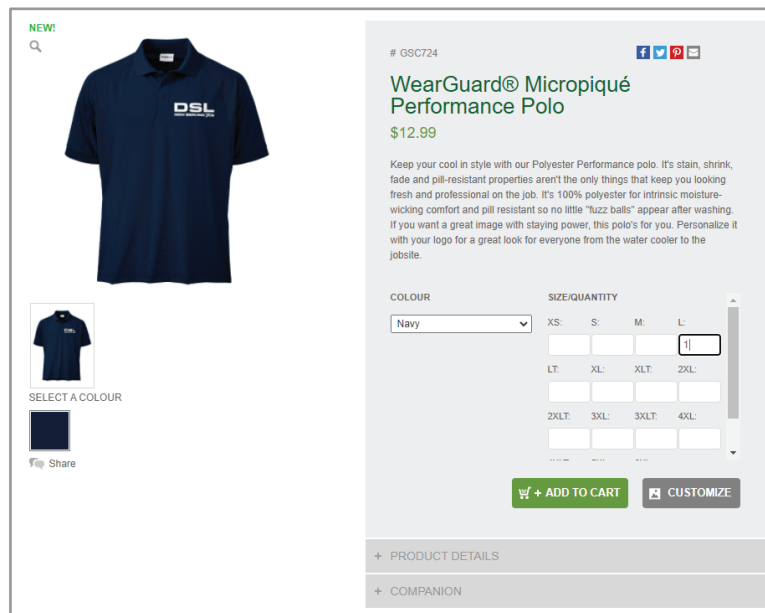 NEW!
DSL
# GSC724
WearGuard® Micropiqué
Performance Polo
$12.99
Keep your cool in style with our Polyester Performance polo. It's stain, shrink,
fade and pill-resistant properties aren't the only things that keep you looking
fresh and professional on the job. It's 100% polyester for intrinsic moisture-
wicking comfort and pill resistant so no little "fuzz balls" appear after washing.
If you want a great image with staying power, this polo's for you. Personalize it
with your logo for a great look for everyone from the water cooler to the
jobsite.
COLOUR
Navy
SIZE/QUANTITY
XS: S: M: L:
1
LT: XL: XLT: 2XL:
2XLT: 3XL: 3XLT: 4XL:
DSL
SELECT A COLOUR
Share
+ ADD TO CART
CUSTOMIZE
+ PRODUCT DETAILS
+ COMPANION